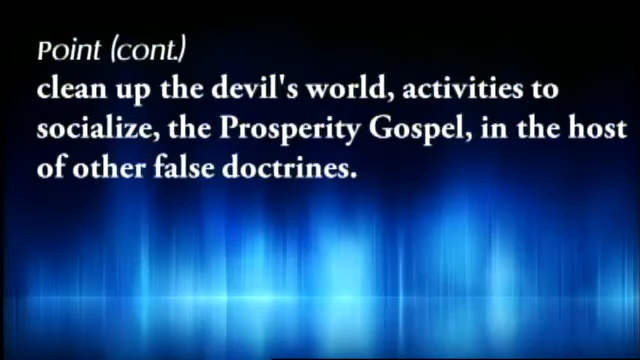 Point (cont.)
clean up the devil's world, activities to
socialize, the Prosperity Gospel, in the host
of other false doctrines.